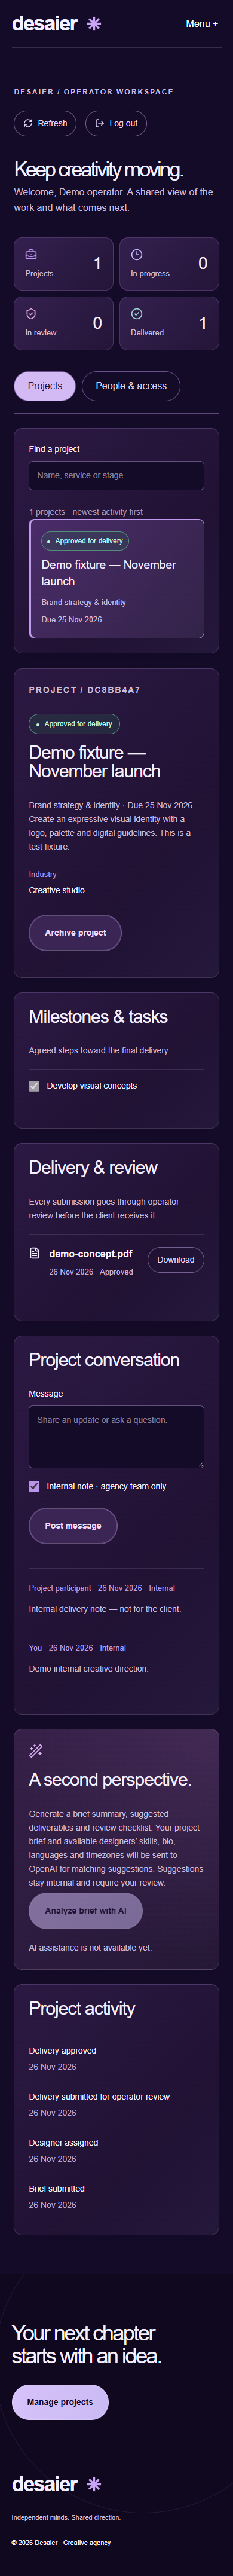 desaier
Menu +
DESAIER / OPERATOR WORKSPACE
Refresh
Log out
Keep creativity moving.
Welcome, Demo operator. A shared view of the
work and what comes next.
Projects
1
In progress
0
In review
0
Delivered
1
Projects
People & access
Find a project
Name, service or stage
1 projects · newest activity first
Approved for delivery
Demo fixture — November
launch
Brand strategy & identity
Due 25 Nov 2026
PROJECT / DC8BB4A7
Approved for delivery
Demo fixture —
November launch
Brand strategy & identity · Due 25 Nov 2026
Create an expressive visual identity with a
logo, palette and digital guidelines. This is a
test fixture.
Industry
Creative studio
Archive project
Milestones & tasks
Agreed steps toward the final delivery.
Develop visual concepts
Delivery & review
Every submission goes through operator
review before the client receives it.
demo-concept.pdf
26 Nov 2026 · Approved
Download
Project conversation
Message
Share an update or ask a question.
Internal note · agency team only
Post message
Project participant · 26 Nov 2026 · Internal
Internal delivery note — not for the client.
You · 26 Nov 2026 · Internal
Demo internal creative direction.
A second perspective.
Generate a brief summary, suggested
deliverables and review checklist. Your project
brief and available designers' skills, bio,
languages and timezones will be sent to
OpenAI for matching suggestions. Suggestions
stay internal and require your review.
Analyze brief with AI
AI assistance is not available yet.
Project activity
Delivery approved
26 Nov 2026
Delivery submitted for operator review
26 Nov 2026
Designer assigned
26 Nov 2026
Brief submitted
26 Nov 2026
Your next chapter
starts with an idea.
Manage projects
desaier
Independent minds. Shared direction.
© 2026 Desaier · Creative agency